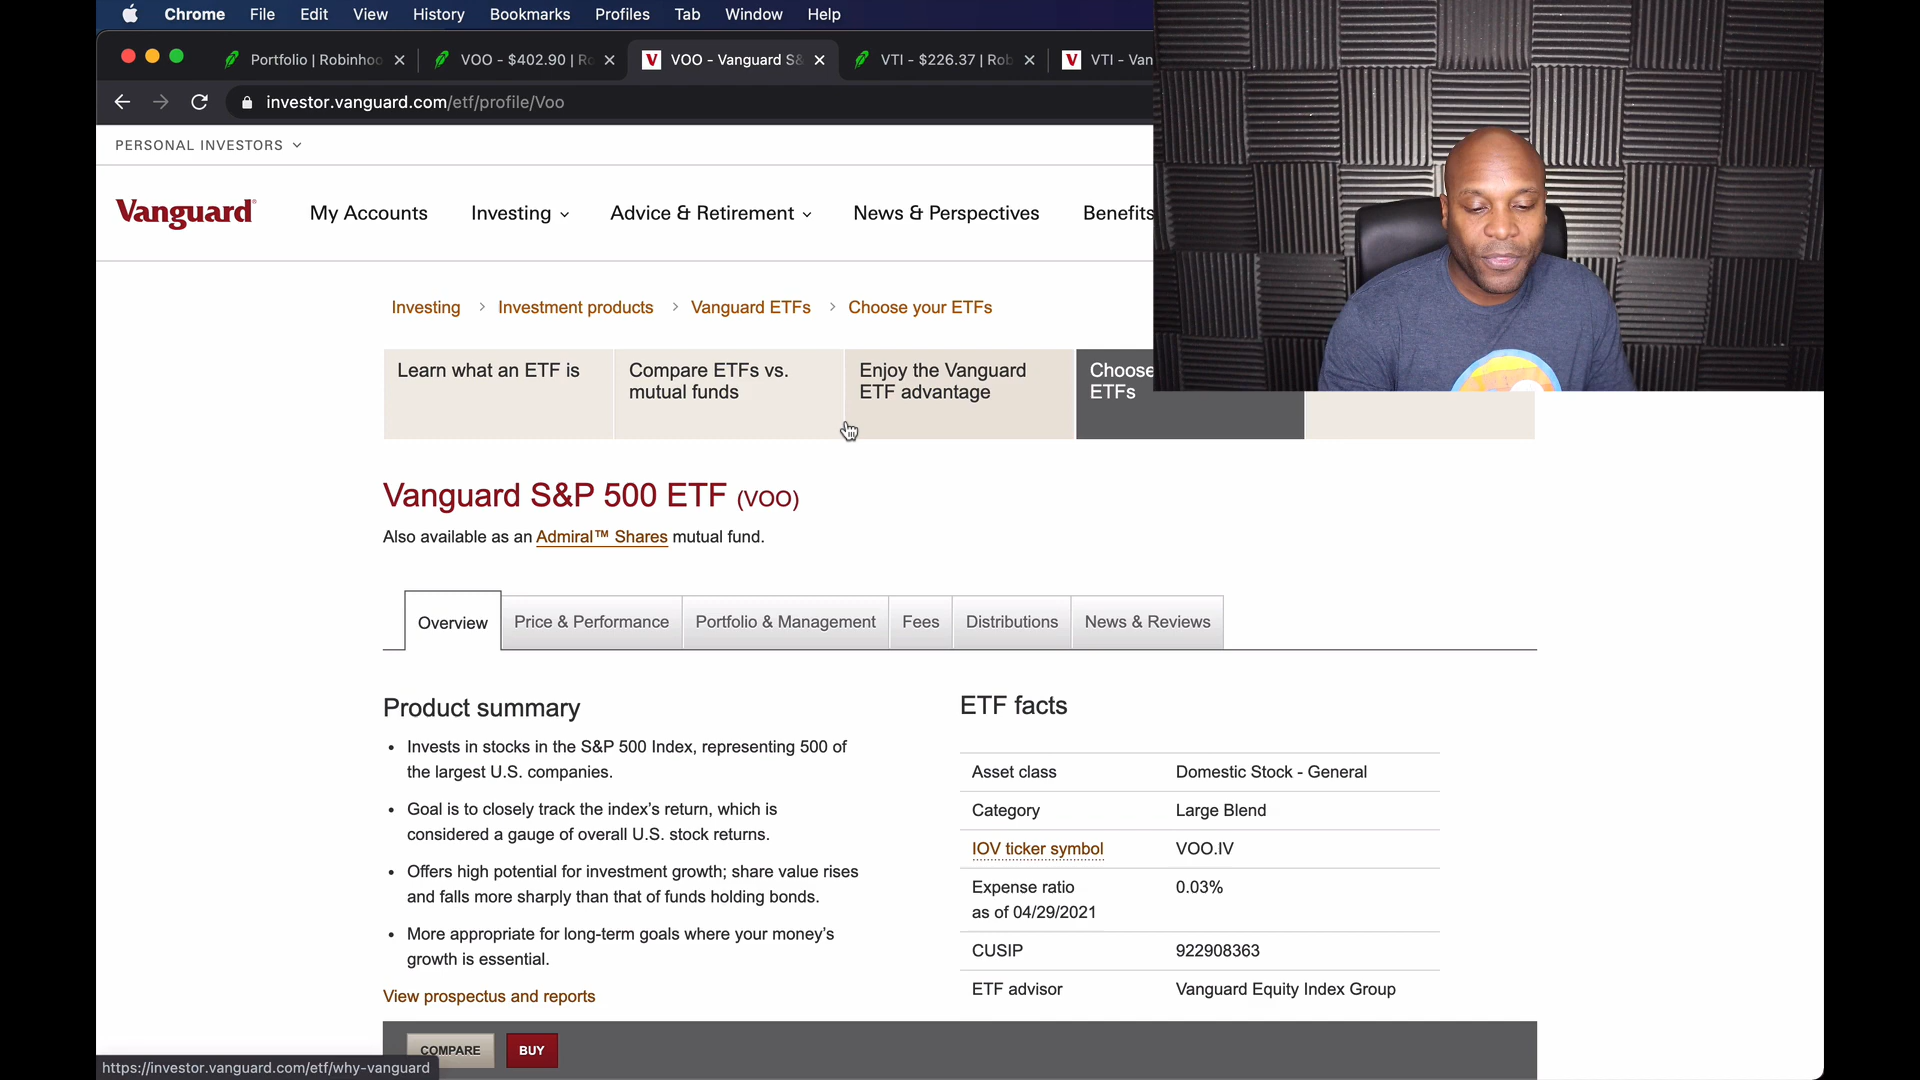 Chrome File Edit View History Bookmarks Profiles Tab Window Help
Portfolio | Robinhoo
VOO - $402.90 | Ro
VOO - Vanguard S&
VTI - $226.37 | Rob
VTI - Van
investor.vanguard.com/etf/profile/Voo
PERSONAL INVESTORS
Vanguard®
My Accounts Investing Advice & Retirement News & Perspectives Benefits
Investing > Investment products > Vanguard ETFs > Choose your ETFs
Learn what an ETF is
Compare ETFs vs.
mutual funds
Enjoy the Vanguard
ETF advantage
Choose
ETFs
Vanguard S&P 500 ETF (VOO)
Also available as an Admiral™ Shares mutual fund.
Overview Price & Performance Portfolio & Management Fees Distributions News & Reviews
Product summary
• Invests in stocks in the S&P 500 Index, representing 500 of
the largest U.S. companies.
• Goal is to closely track the index's return, which is
considered a gauge of overall U.S. stock returns.
• Offers high potential for investment growth; share value rises
and falls more sharply than that of funds holding bonds.
• More appropriate for long-term goals where your money's
growth is essential.
View prospectus and reports
ETF facts
Asset class Domestic Stock - General
Category Large Blend
IOV ticker symbol VOO.IV
Expense ratio 0.03%
as of 04/29/2021
CUSIP 922908363
ETF advisor Vanguard Equity Index Group
COMPARE BUY
https://investor.vanguard.com/etf/why-vanguard